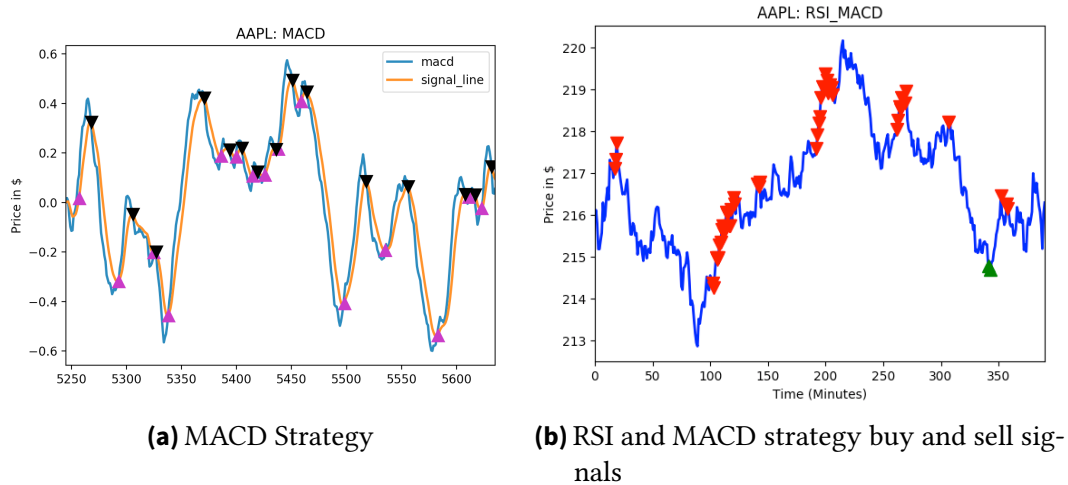 AAPL: MACD
0.6
0.4
0.2
0.0
−0.2
−0.4
−0.6
Price in $
macd
signal_line
5250 5300 5350 5400 5450 5500 5550 5600
(a) MACD Strategy
AAPL: RSI_MACD
220
219
218
217
216
215
214
213
Price in $
0 50 100 150 200 250 300 350
Time (Minutes)
(b) RSI and MACD strategy buy and sell sig-
nals